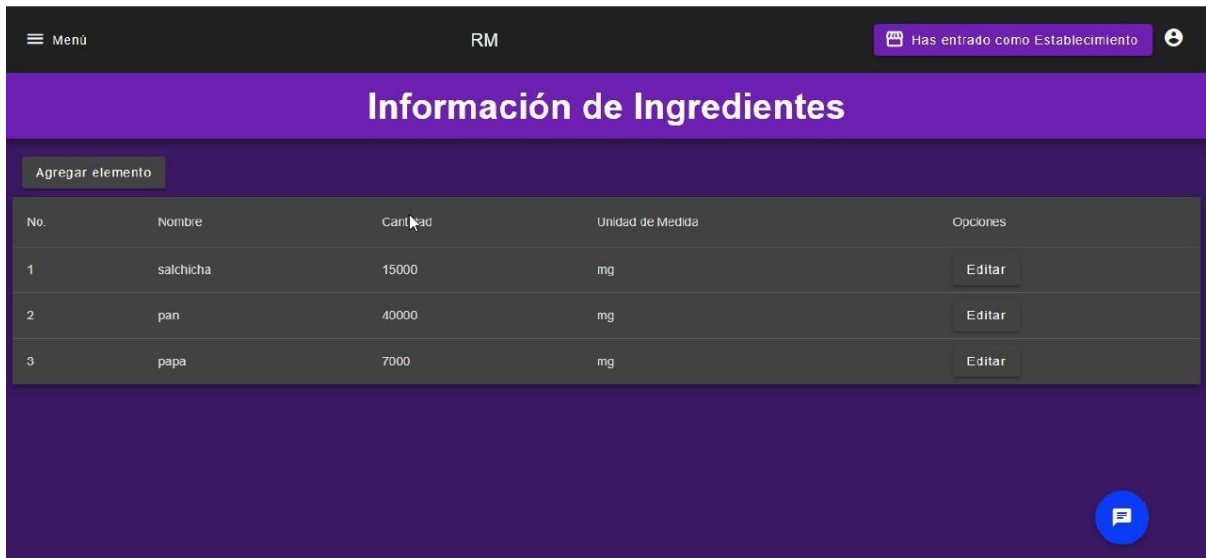 Menú RM Has entrado como Establecimiento
Información de Ingredientes
Agregar elemento
No. Nombre Cantidad Unidad de Medida Opciones
1 salchicha 15000 mg Editar
2 pan 40000 mg Editar
3 papa 7000 mg Editar